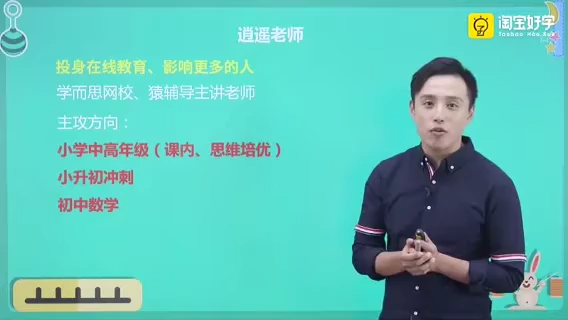 逍遥老师
淘宝好学
投身在线教育、影响更多的人
学而思网校、猿辅导主讲老师
主攻方向：
小学中高年级（课内、思维培优）
小升初冲刺
初中数学